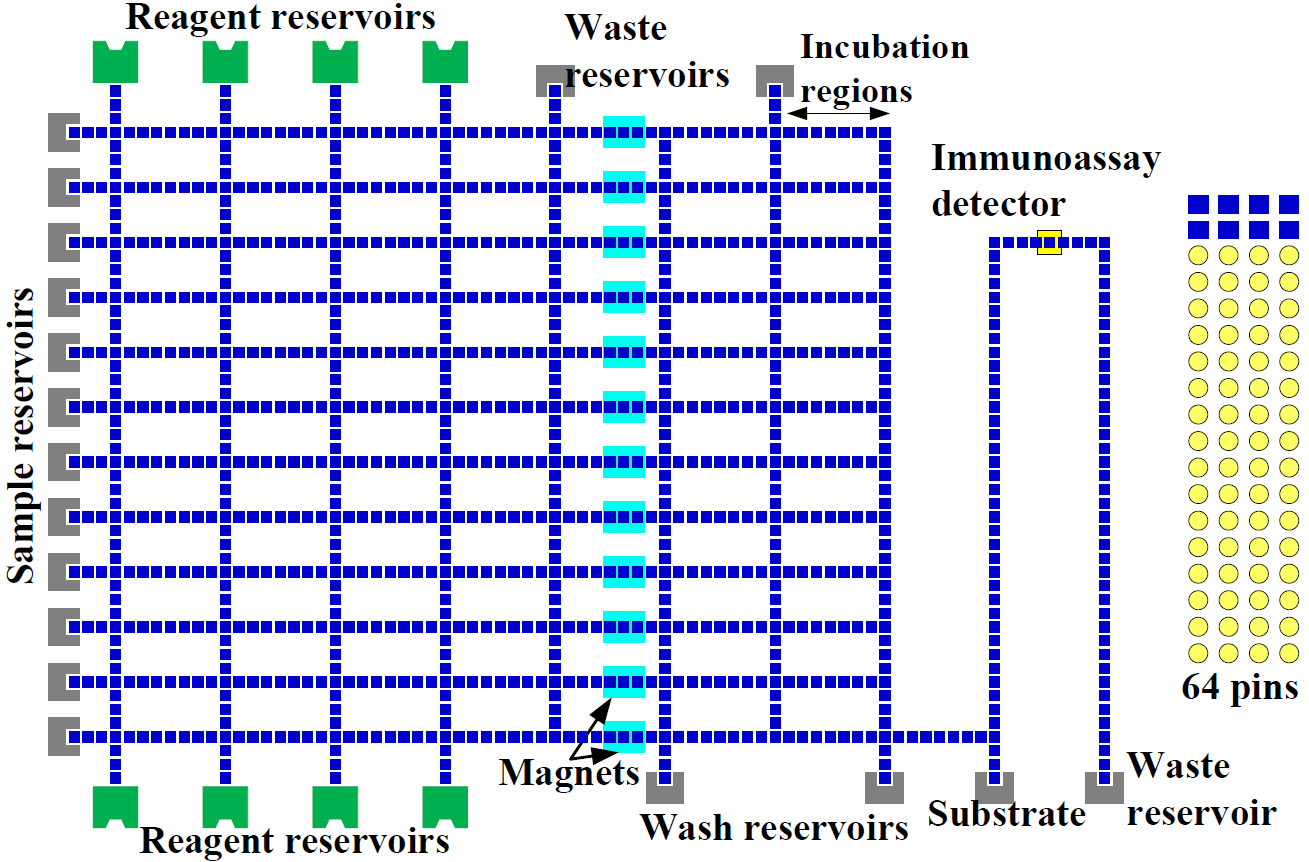 Reagent reservoirs
Waste
reservoirs
Incubation
regions
Immunoassay
detector
Sample reservoirs
64 pins
Magnets
Waste
reservoir
Substrate
Wash reservoirs
Reagent reservoirs